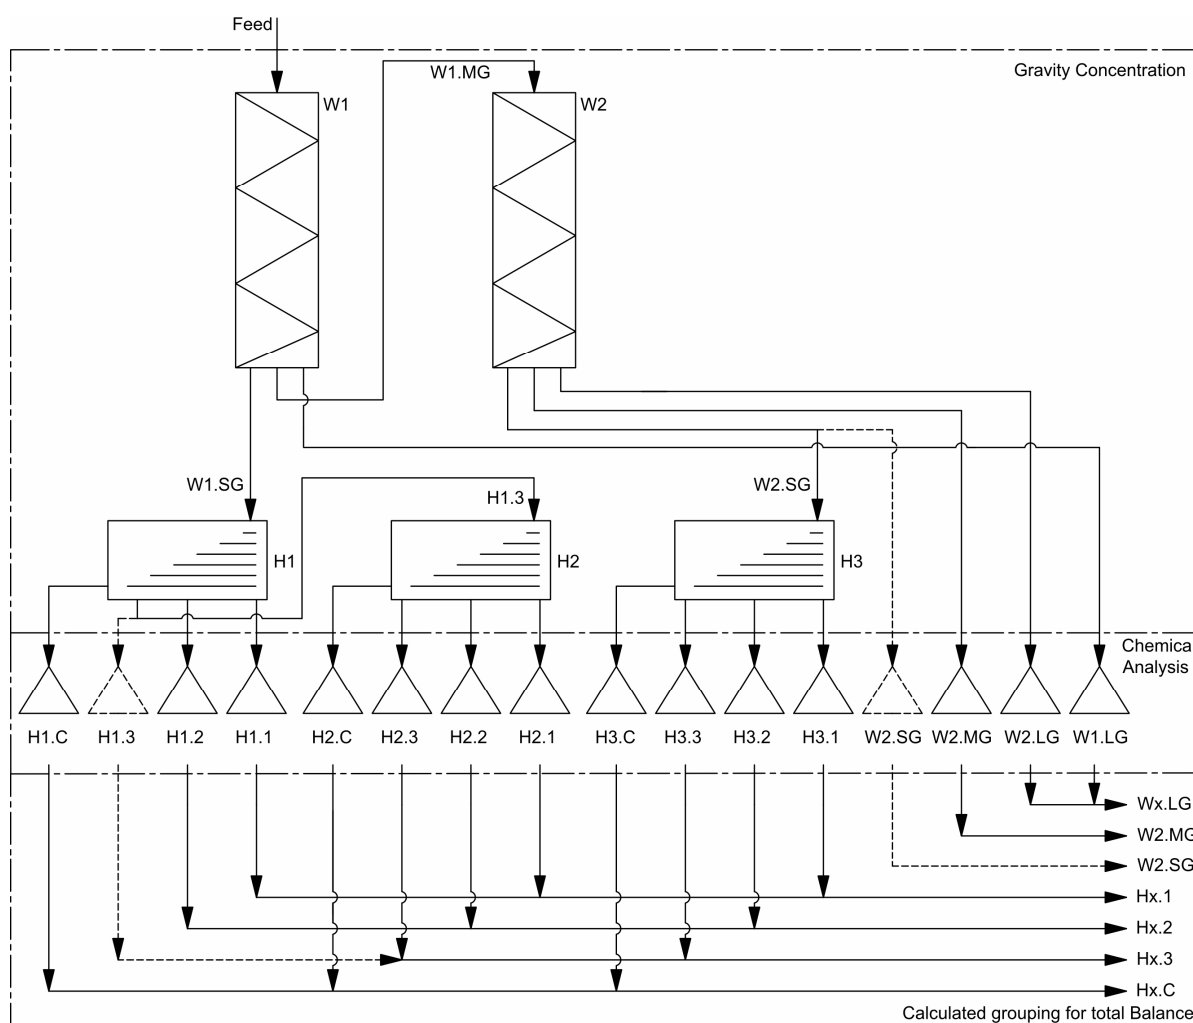 Feed
W1.MG
Gravity Concentration
W1
W2
W1.SG
H1.3
W2.SG
H1
H2
H3
Chemica
Analysis
H1.C
H1.3
H1.2
H1.1
H2.C
H2.3
H2.2
H2.1
H3.C
H3.3
H3.2
H3.1
W2.SG
W2.MG
W2.LG
W1.LG
Wx.LG
W2.MG
W2.SG
Hx.1
Hx.2
Hx.3
Hx.C
Calculated grouping for total Balance